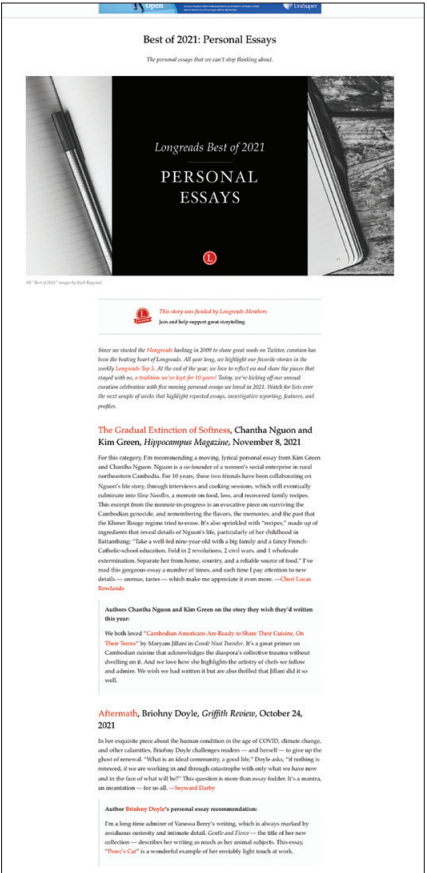 Open
UniSuper
Best of 2021: Personal Essays
The personal essays that we can't stop thinking about.
Longreads Best of 2021
PERSONAL
ESSAYS
L
All "Best of 2021" images by Kjell Reigstad.
This story was funded by Longreads Members
Join and help support great storytelling
Since we started the #longreads hashtag in 2009 to share great reads on Twitter, curation has
been the beating heart of Longreads. All year long, we highlight our favorite stories in the
weekly Longreads Top 5. At the end of the year, we love to reflect on and share the pieces that
stayed with us, a tradition we've kept for 10 years! Today, we're kicking off our annual
curation celebration with five moving personal essays we loved in 2021. Watch for lists over
the next couple of weeks that highlight reported essays, investigative reporting, features, and
profiles.
The Gradual Extinction of Softness, Chantha Nguon and
Kim Green, Hippocampus Magazine, November 8, 2021
For this category, I'm recommending a moving, lyrical personal essay from Kim Green
and Chantha Nguon. Nguon is a co-founder of a women's social enterprise in rural
northeastern Cambodia. For 10 years, these two friends have been collaborating on
Nguon's life story, through interviews and cooking sessions, which will eventually
culminate into Slow Noodles, a memoir on food, loss, and recovered family recipes.
This excerpt from the memoir-in-progress is an evocative piece on surviving the
Cambodian genocide, and remembering the flavors, the memories, and the past that
the Khmer Rouge regime tried to erase. It's also sprinkled with "recipes," made up of
ingredients that reveal details of Nguon's life, particularly of her childhood in
Battambang: "Take a well-fed nine-year-old with a big family and a fancy French-
Catholic-school education. Fold in 2 revolutions, 2 civil wars, and 1 wholesale
extermination. Separate her from home, country, and a reliable source of food." I've
read this gorgeous essay a number of times, and each time I pay attention to new
details — aromas, tastes — which make me appreciate it even more. —Cheri Lucas
Rowlands
Authors Chantha Nguon and Kim Green on the story they wish they'd written
this year:
We both loved "Cambodian Americans Are Ready to Share Their Cuisine, On
Their Terms" by Maryam Jillani in Condé Nast Traveler. It's a great primer on
Cambodian cuisine that acknowledges the diaspora's collective trauma without
dwelling on it. And we love how she highlights the artistry of chefs we follow
and admire. We wish we had written it but are also thrilled that Jillani did it so
well.
Aftermath, Briohny Doyle, Griffith Review, October 24,
2021
In her exquisite piece about the human condition in the age of COVID, climate change,
and other calamities, Briohny Doyle challenges readers — and herself — to give up the
ghost of renewal. "What is an ideal community, a good life," Doyle asks, "if nothing is
renewed, if we are working in and through catastrophe with only what we have now
and in the face of what will be?" This question is more than essay fodder. It's a mantra,
an incantation — for us all. —Seyward Darby
Author Briohny Doyle's personal essay recommendation:
I'm a long-time admirer of Vanessa Berry's writing, which is always marked by
assiduous curiosity and intimate detail. Gentle and Fierce — the title of her new
collection — describes her writing as much as her animal subjects. This essay,
"Perec's Cat" is a wonderful example of her enviably light touch at work.